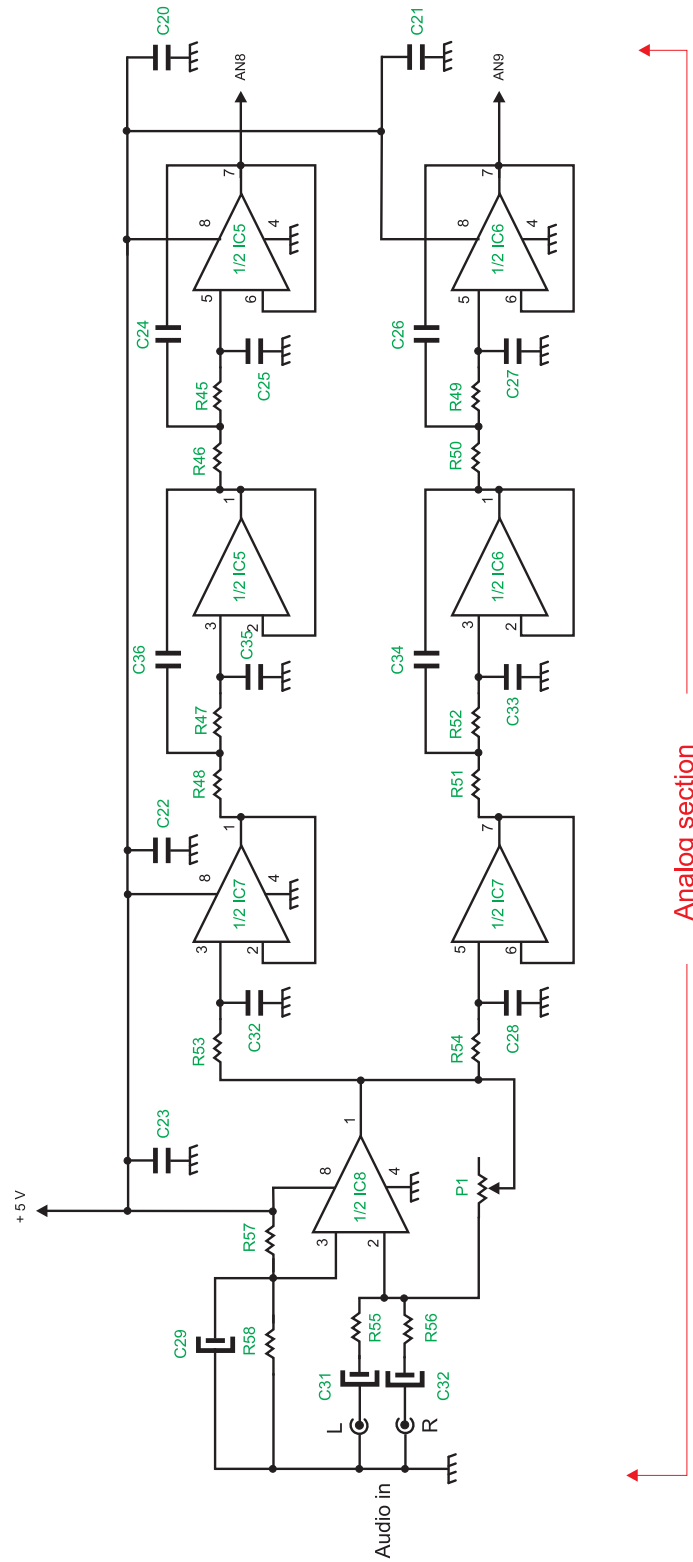 + 5 V
C23
C22
C20
C21
C29
R57
R58
3
8
1/2 IC8
1
2
4
L
R
Audio in
C31
C32
R55
R56
P1
R53
C32
3
8
1/2 IC7
1
2
4
R48
R47
C36
C35
3
1/2 IC5
1
2
R46
R45
C24
C25
5
8
1/2 IC5
7
6
4
AN8
R54
C28
5
1/2 IC7
7
6
R51
R52
C34
C33
3
1/2 IC6
1
2
R50
R49
C26
C27
5
8
1/2 IC6
7
6
4
AN9
Analog section